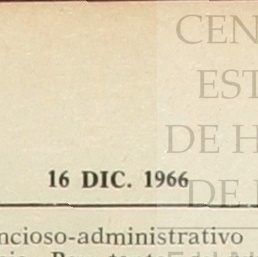 CEN
EST
DE H
16 DIC. 1966
DE
ncioso-administrativo